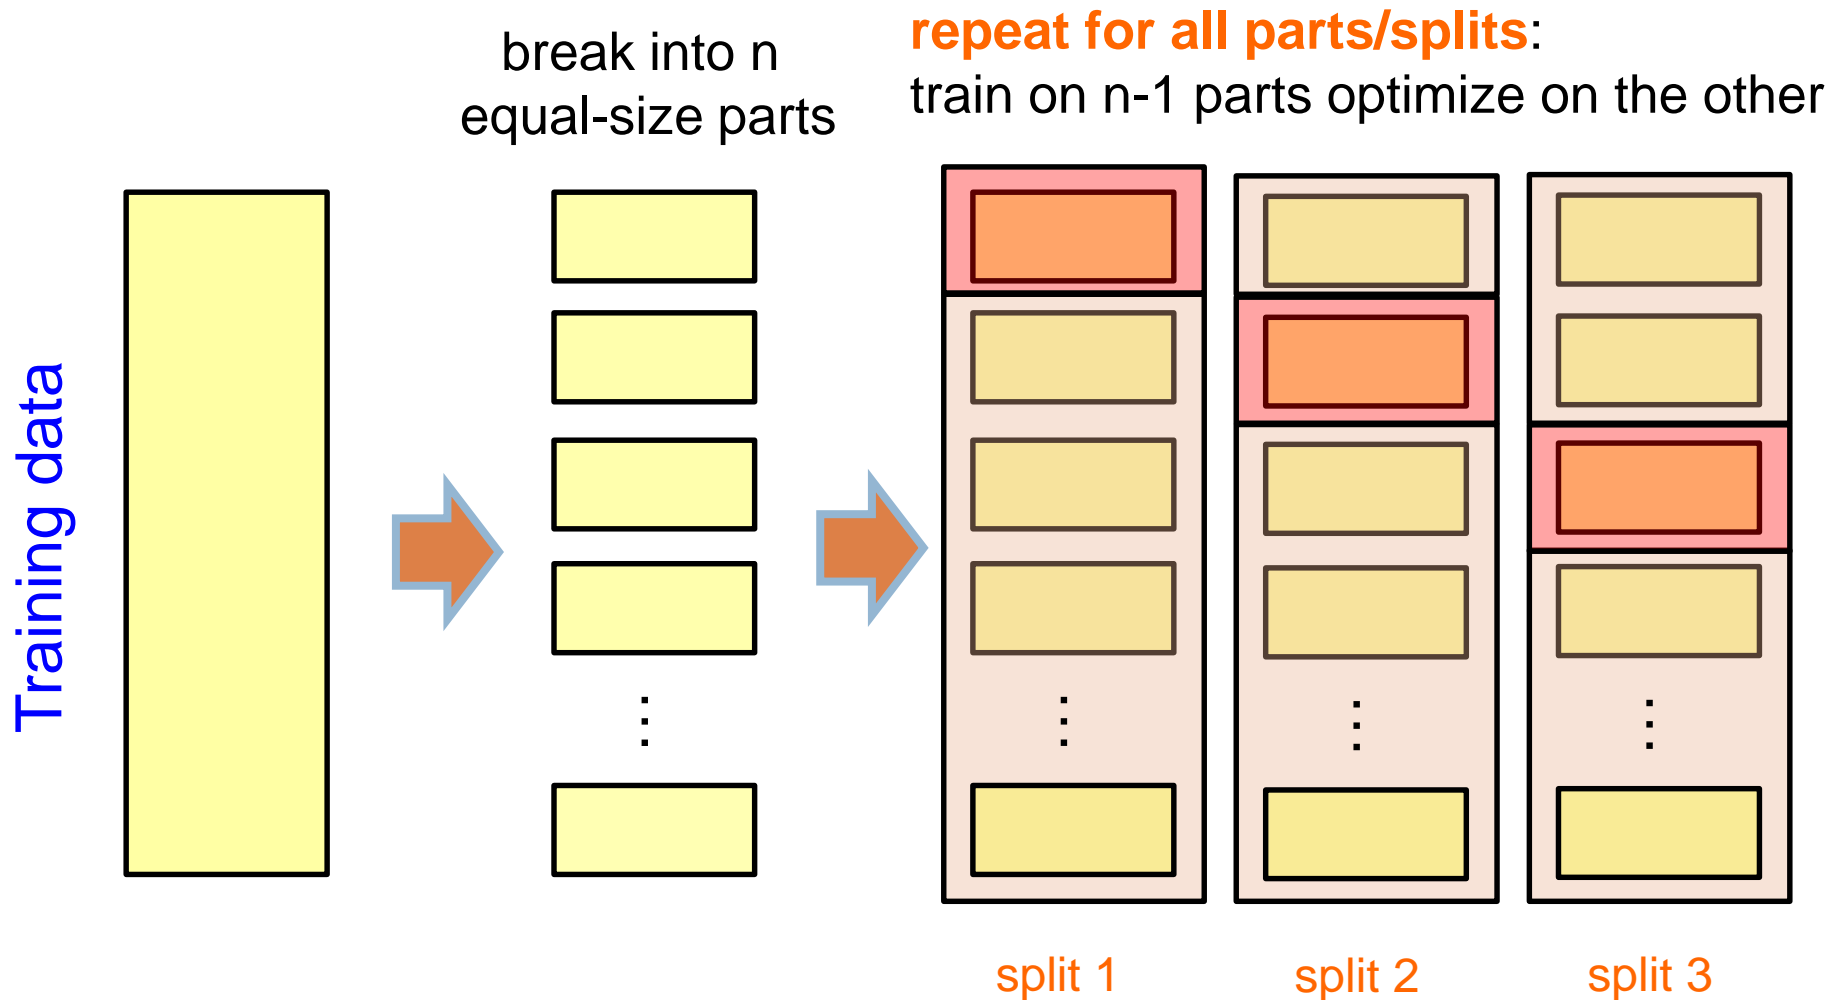 break into n
equal-size parts
repeat for all parts/splits:
train on n-1 parts optimize on the other
Training data
...
...
...
...
split 1
split 2
split 3